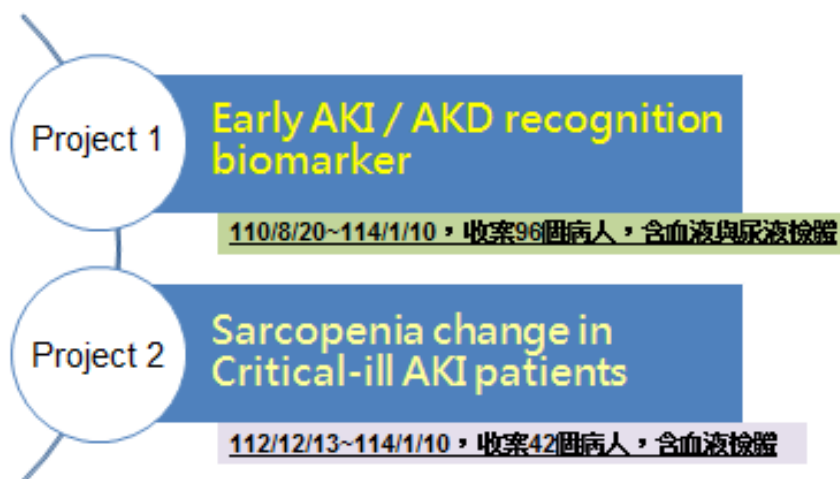 Project 1
Early AKI / AKD recognition
biomarker
110/8/20~114/1/10，收案96個病人，含血液與尿液檢體
Project 2
Sarcopenia change in
Critical-ill AKI patients
112/12/13~114/1/10，收案42個病人，含血液檢體